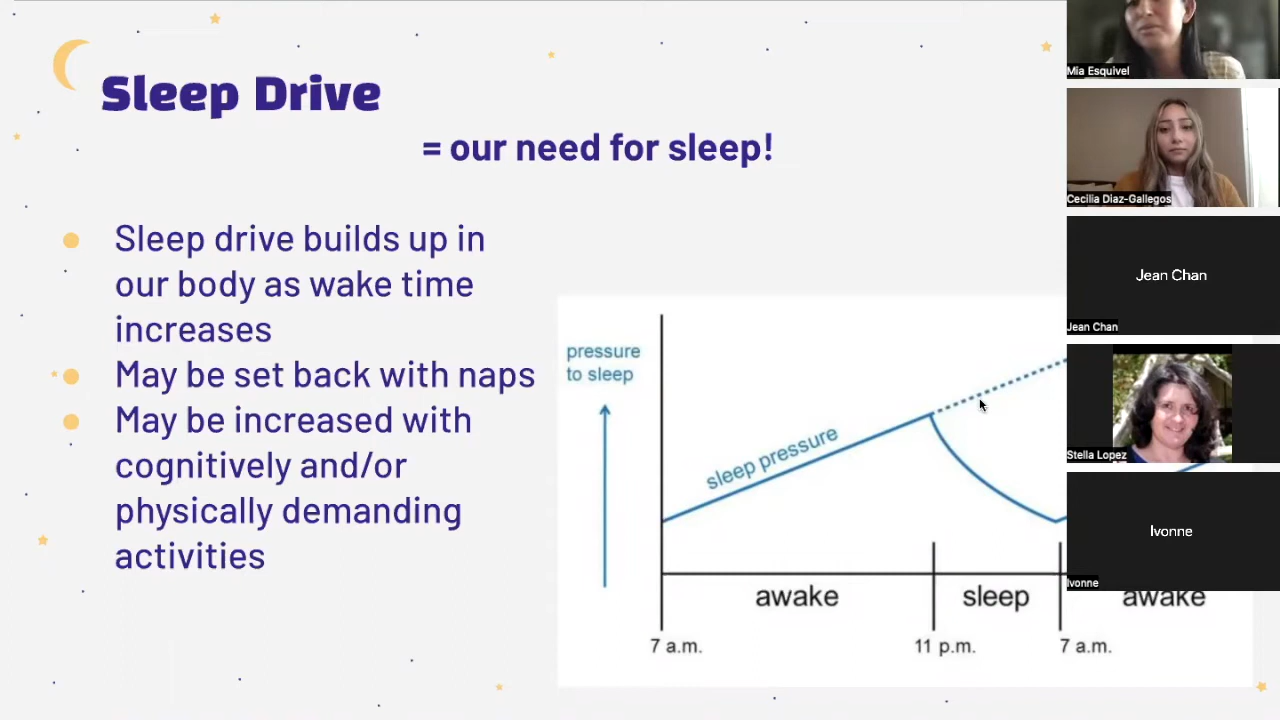 Sleep Drive
= our need for sleep!
Sleep drive builds up in
our body as wake time
increases
May be set back with naps
May be increased with
cognitively and/or
physically demanding
activities
pressure
to sleep
sleep pressure
awake
sleep
awake
7 a.m.
11 p.m.
7 a.m.
Mia Esquivel
Cecilia Diaz-Gallegos
Jean Chan
Jean Chan
Stella Lopez
Ivonne
Ivonne